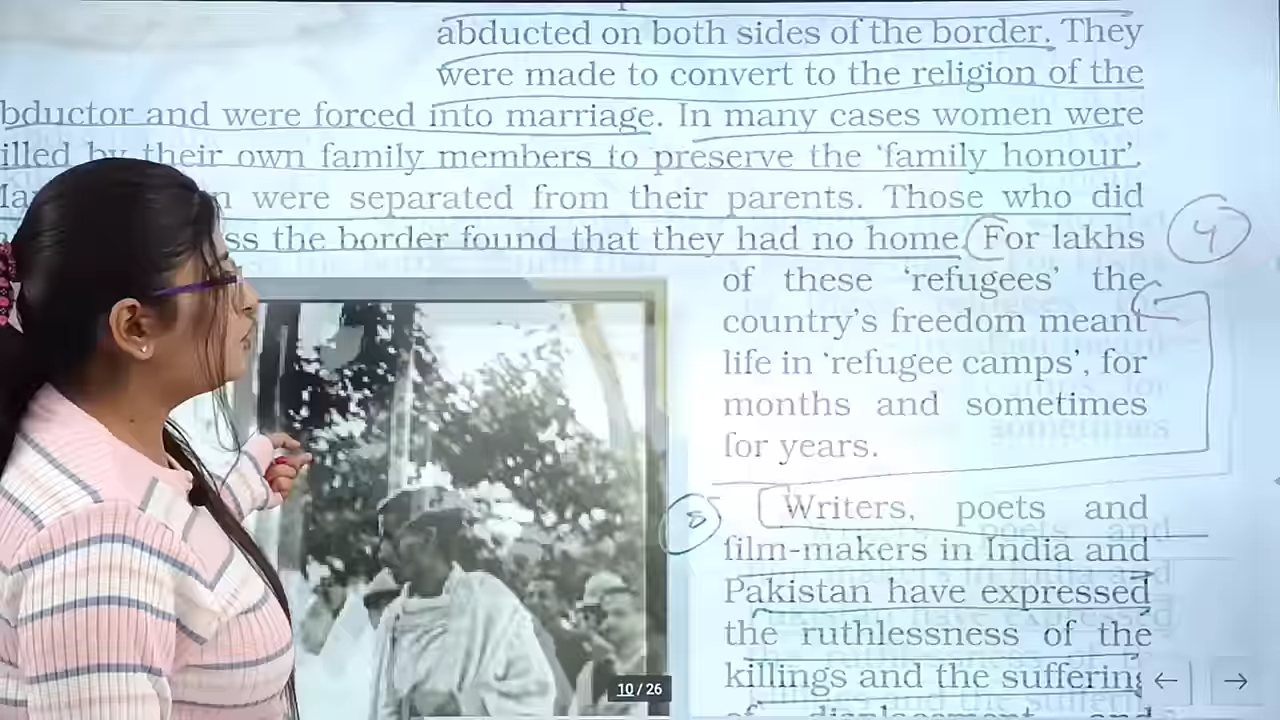 abducted on both sides of the border. They
were made to convert to the religion of the
bductor and were forced into marriage. In many cases women were
illed by their own family members to preserve the 'family honour'.
were separated from their parents. Those who did
ss the border found that they had no home. For lakhs
4
of these 'refugees' the
country's freedom meant
life in 'refugee camps', for
months and sometimes
for years.
Writers, poets and
film-makers in India and
Pakistan have expressed
the ruthlessness of the
killings and the suffering
of displacement and
10 / 26